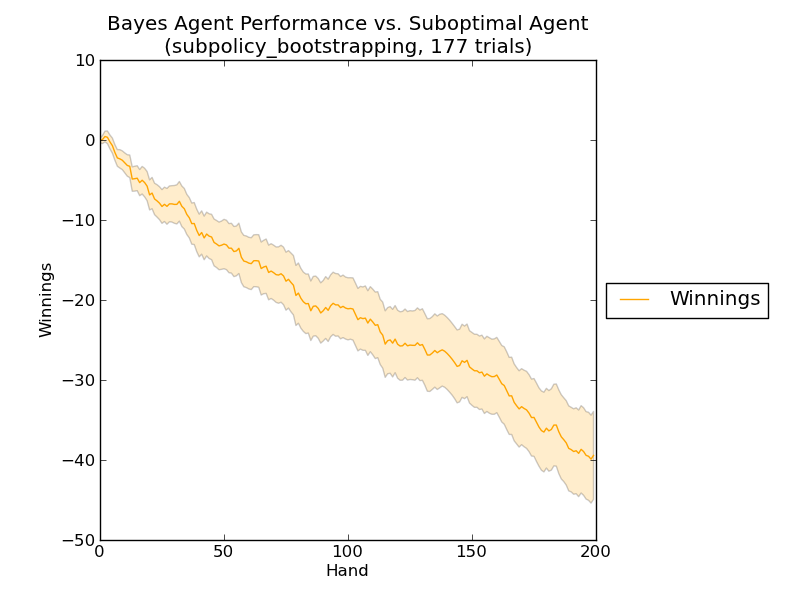 Bayes Agent Performance vs. Suboptimal Agent
(subpolicy_bootstrapping, 177 trials)
10
0
−10
−20
−30
−40
−50
Winnings
Winnings
0
50
100
150
200
Hand